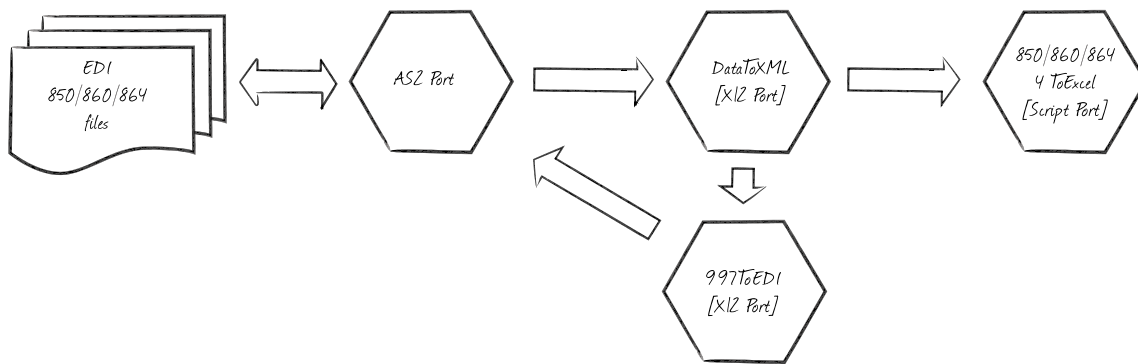 EDI
850/860/864
files
AS2 Port
DataToXML
[X12 Port]
850/860/864
4 ToExcel
[Script Port]
997ToEDI
[X12 Port]